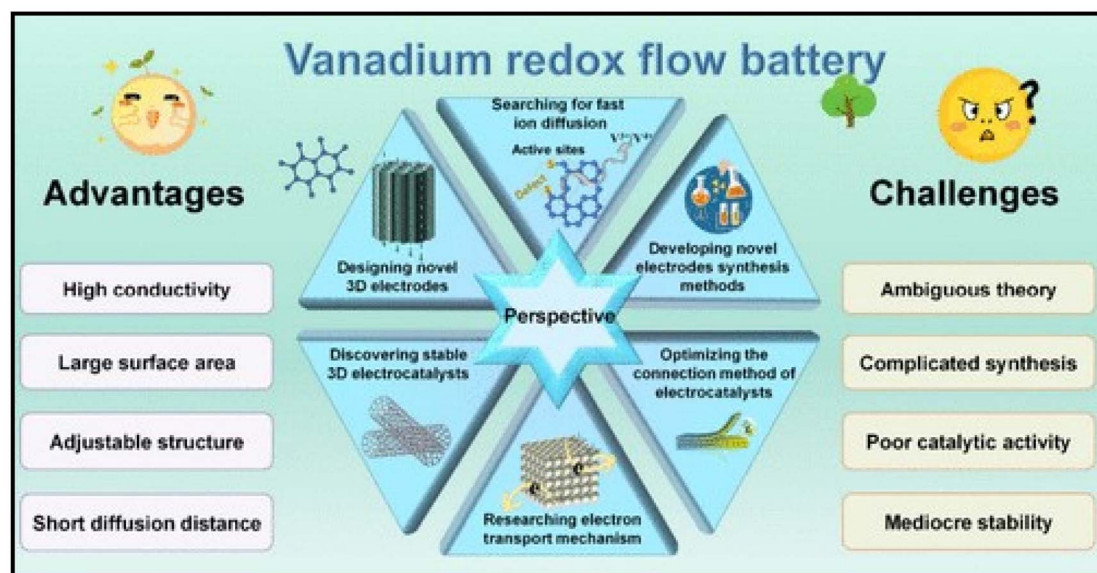 Vanadium redox flow battery
Advantages
High conductivity
Large surface area
Adjustable structure
Short diffusion distance
Searching for fast
ion diffusion
Active sites
Defect
Designing novel
3D electrodes
Developing novel
electrodes synthesis
methods
Perspective
Discovering stable
3D electrocatalysts
Optimizing the
connection method of
electrocatalysts
e
e
Researching electron
transport mechanism
?
Challenges
Ambiguous theory
Complicated synthesis
Poor catalytic activity
Mediocre stability